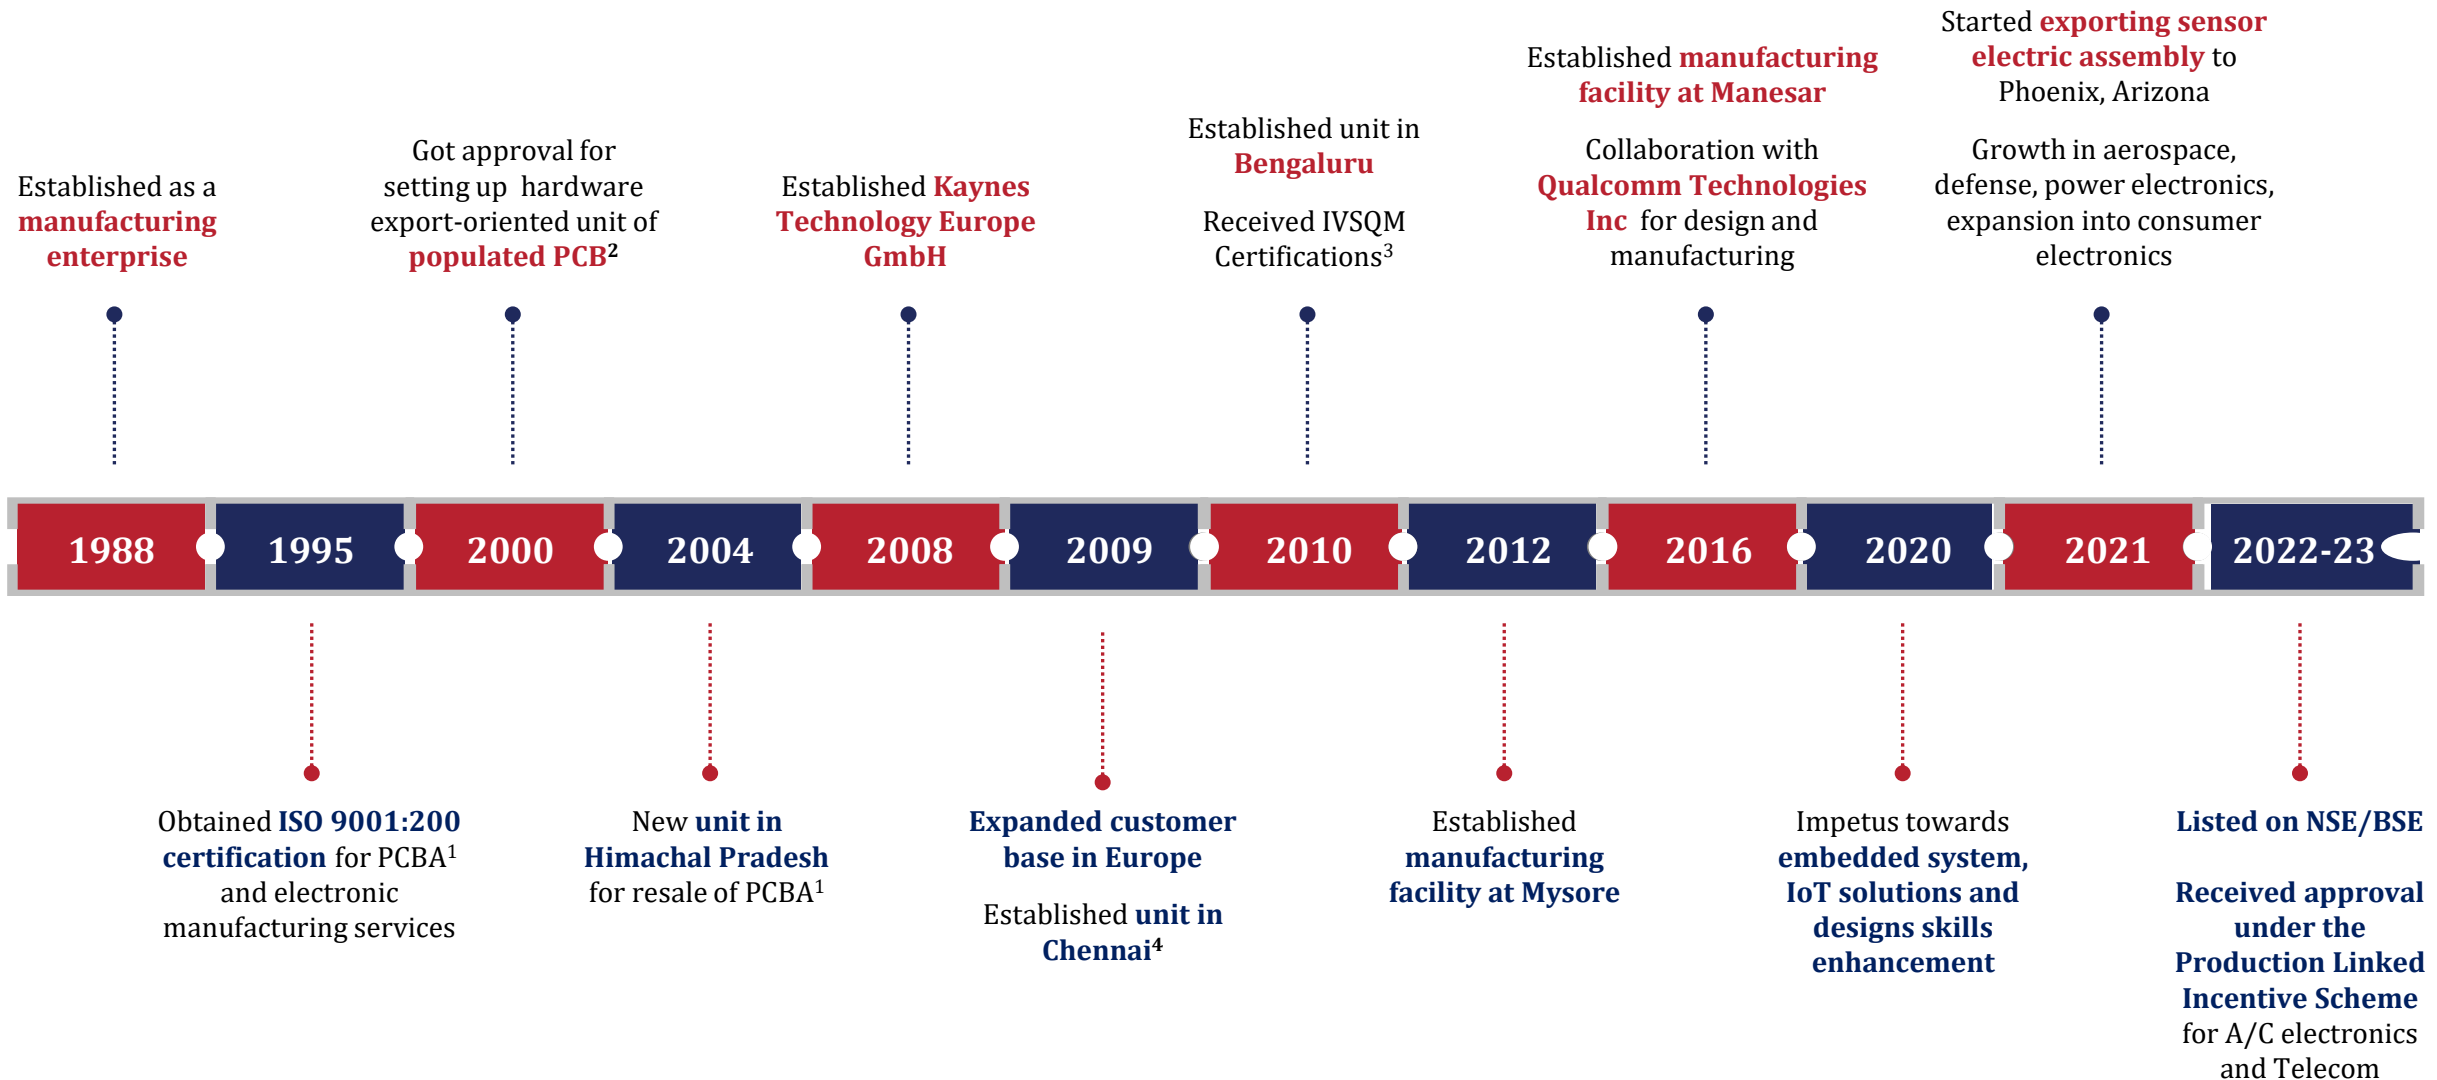 Established as a
manufacturing
enterprise
Got approval for
setting up hardware
export-oriented unit of
populated PCB²
Established Kaynes
Technology Europe
GmbH
Established unit in
Bengaluru
Received IVSQM
Certifications³
Established manufacturing
facility at Manesar
Collaboration with
Qualcomm Technologies
Inc for design and
manufacturing
Started exporting sensor
electric assembly to
Phoenix, Arizona
Growth in aerospace,
defense, power electronics,
expansion into consumer
electronics
1988 1995 2000 2004 2008 2009 2010 2012 2016 2020 2021 2022-23
Obtained ISO 9001:200
certification for PCBA¹
and electronic
manufacturing services
New unit in
Himachal Pradesh
for resale of PCBA¹
Expanded customer
base in Europe
Established unit in
Chennai⁴
Established
manufacturing
facility at Mysore
Impetus towards
embedded system,
IoT solutions and
designs skills
enhancement
Listed on NSE/BSE
Received approval
under the
Production Linked
Incentive Scheme
for A/C electronics
and Telecom